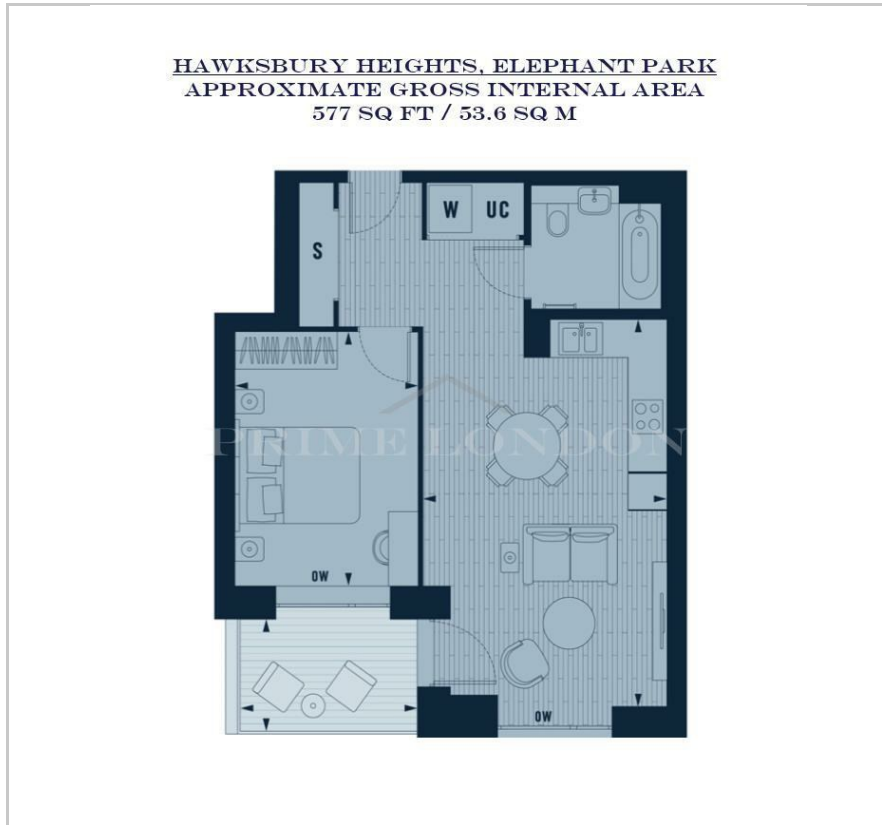 HAWKSBURY HEIGHTS, ELEPHANT PARK
APPROXIMATE GROSS INTERNAL AREA
577 SQ FT / 53.6 SQ M
W UC
S
PRIME LONDON
OW
OW